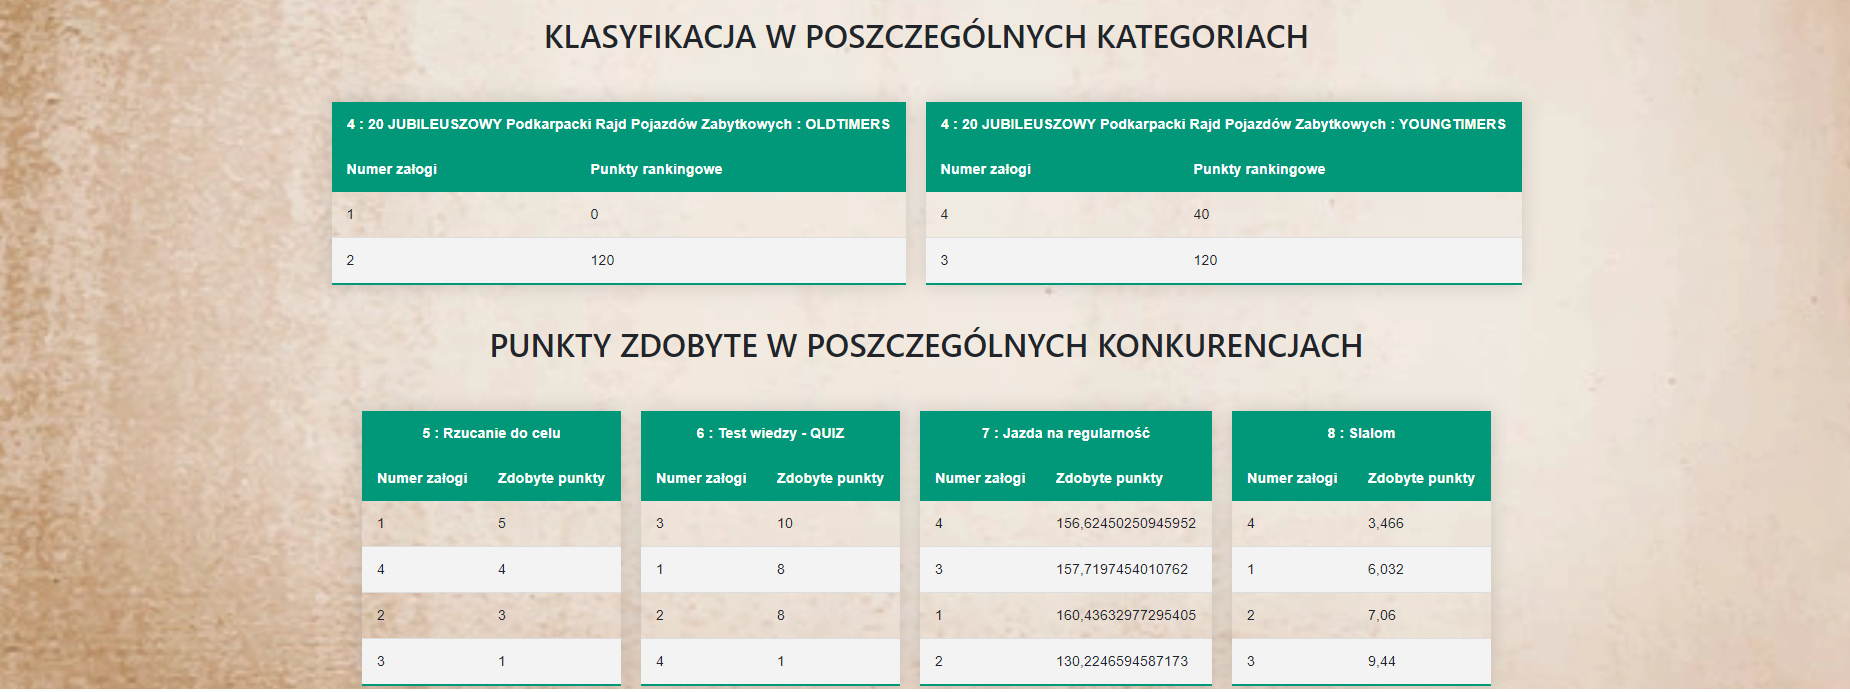 KLASYFIKACJA W POSZCZEGÓLNYCH KATEGORIACH
4 : 20 JUBILEUSZOWY Podkarpacki Rajd Pojazdów Zabytkowych : OLDTIMERS
Numer załogi Punkty rankingowe
1 0
2 120
4 : 20 JUBILEUSZOWY Podkarpacki Rajd Pojazdów Zabytkowych : YOUNGTIMERS
Numer załogi Punkty rankingowe
4 40
3 120
PUNKTY ZDOBYTE W POSZCZEGÓLNYCH KONKURENCJACH
5 : Rzucanie do celu
Numer załogi Zdobyte punkty
1 5
4 4
2 3
3 1
6 : Test wiedzy - QUIZ
Numer załogi Zdobyte punkty
3 10
1 8
2 8
4 1
7 : Jazda na regularność
Numer załogi Zdobyte punkty
4 156,62450250945952
3 157,7197454010762
1 160,43632977295405
2 130,2246594587173
8 : Slalom
Numer załogi Zdobyte punkty
4 3,466
1 6,032
2 7,06
3 9,44